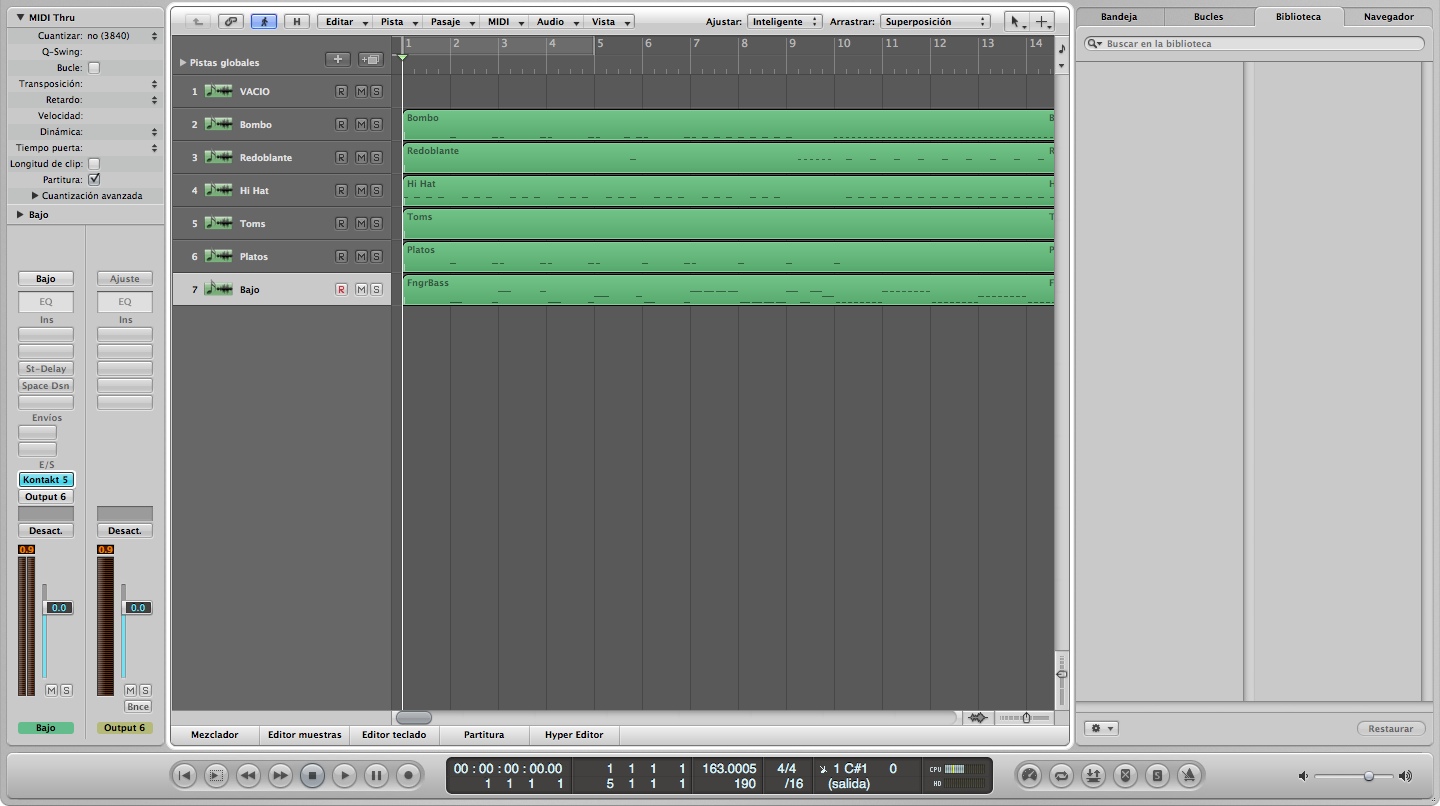 MIDI Thru
Cuantizar: no (3840)
Q-Swing:
Bucle:
Transposición:
Retardo:
Velocidad:
Dinámica:
Tiempo puerta:
Longitud de clip:
Partitura:
Cuantización avanzada
Bajo
Bajo Ajuste
EQ EQ
Ins Ins
St-Delay
Space Dsn
Envíos
E/S
Kontakt 5
Output 6
Desact. Desact.
0.9 0.9
0.0 0.0
M S M S
Bnce
Bajo Output 6
H Editar Pista Pasaje MIDI Audio Vista Ajustar: Inteligente Arrastrar: Superposición
1 2 3 4 5 6 7 8 9 10 11 12 13 14
Pistas globales
1 VACIO R M S
2 Bombo R M S
3 Redoblante R M S
4 Hi Hat R M S
5 Toms R M S
6 Platos R M S
7 Bajo R M S
Bombo B
Redoblante R
Hi Hat H
Toms T
Platos P
FngrBass F
Mezclador Editor muestras Editor teclado Partitura Hyper Editor
Bandeja Bucles Biblioteca Navegador
Buscar en la biblioteca
Restaurar
00 : 00 : 00 : 00.00 1 1 1 1 163.0005 4/4 1 C#1 0 CPU
1 1 1 1 5 1 1 1 190 /16 (salida) HD
S